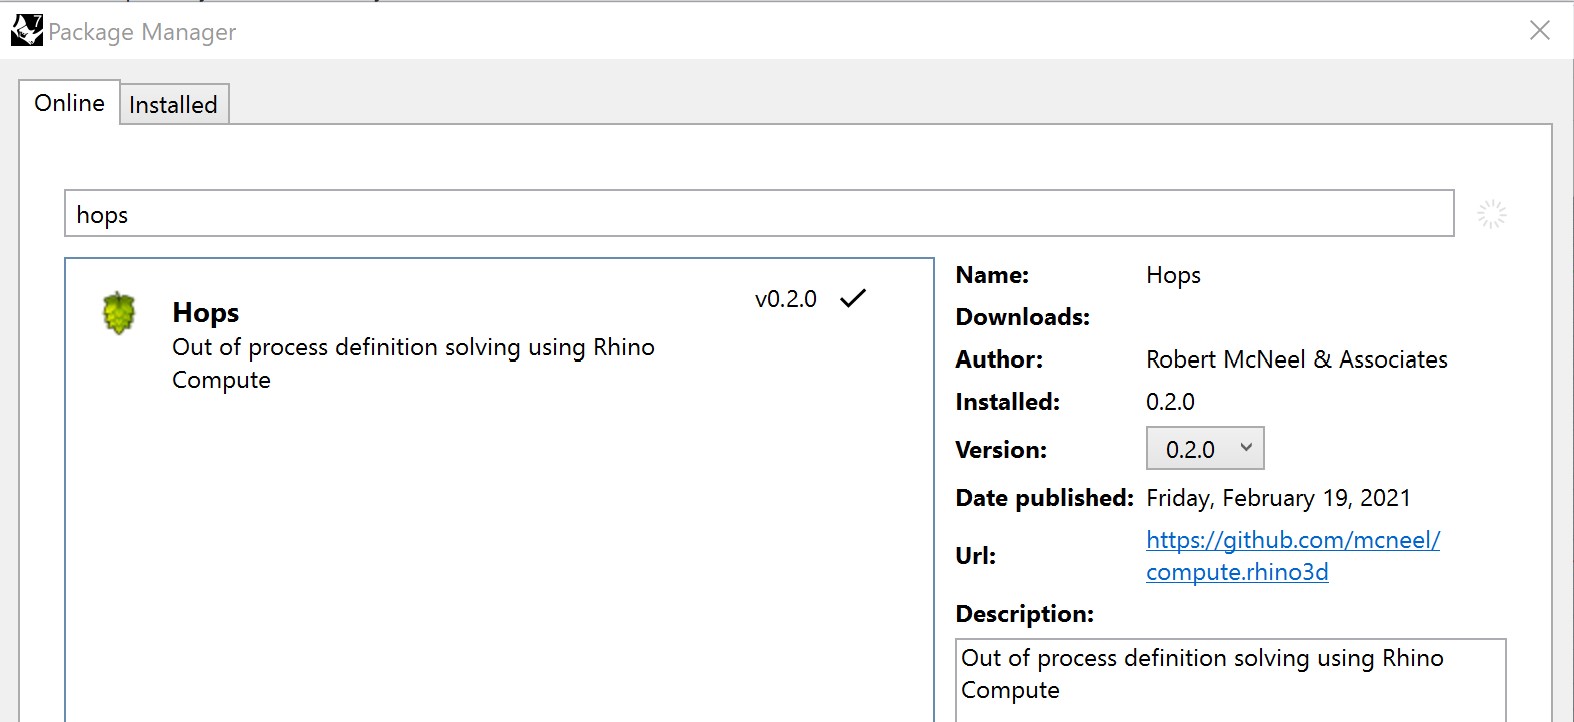 7 Package Manager
Online Installed
hops
Hops v0.2.0
Out of process definition solving using Rhino
Compute
Name: Hops
Downloads:
Author: Robert McNeel & Associates
Installed: 0.2.0
Version: 0.2.0
Date published: Friday, February 19, 2021
Url: https://github.com/mcneel/
compute.rhino3d
Description:
Out of process definition solving using Rhino
Compute